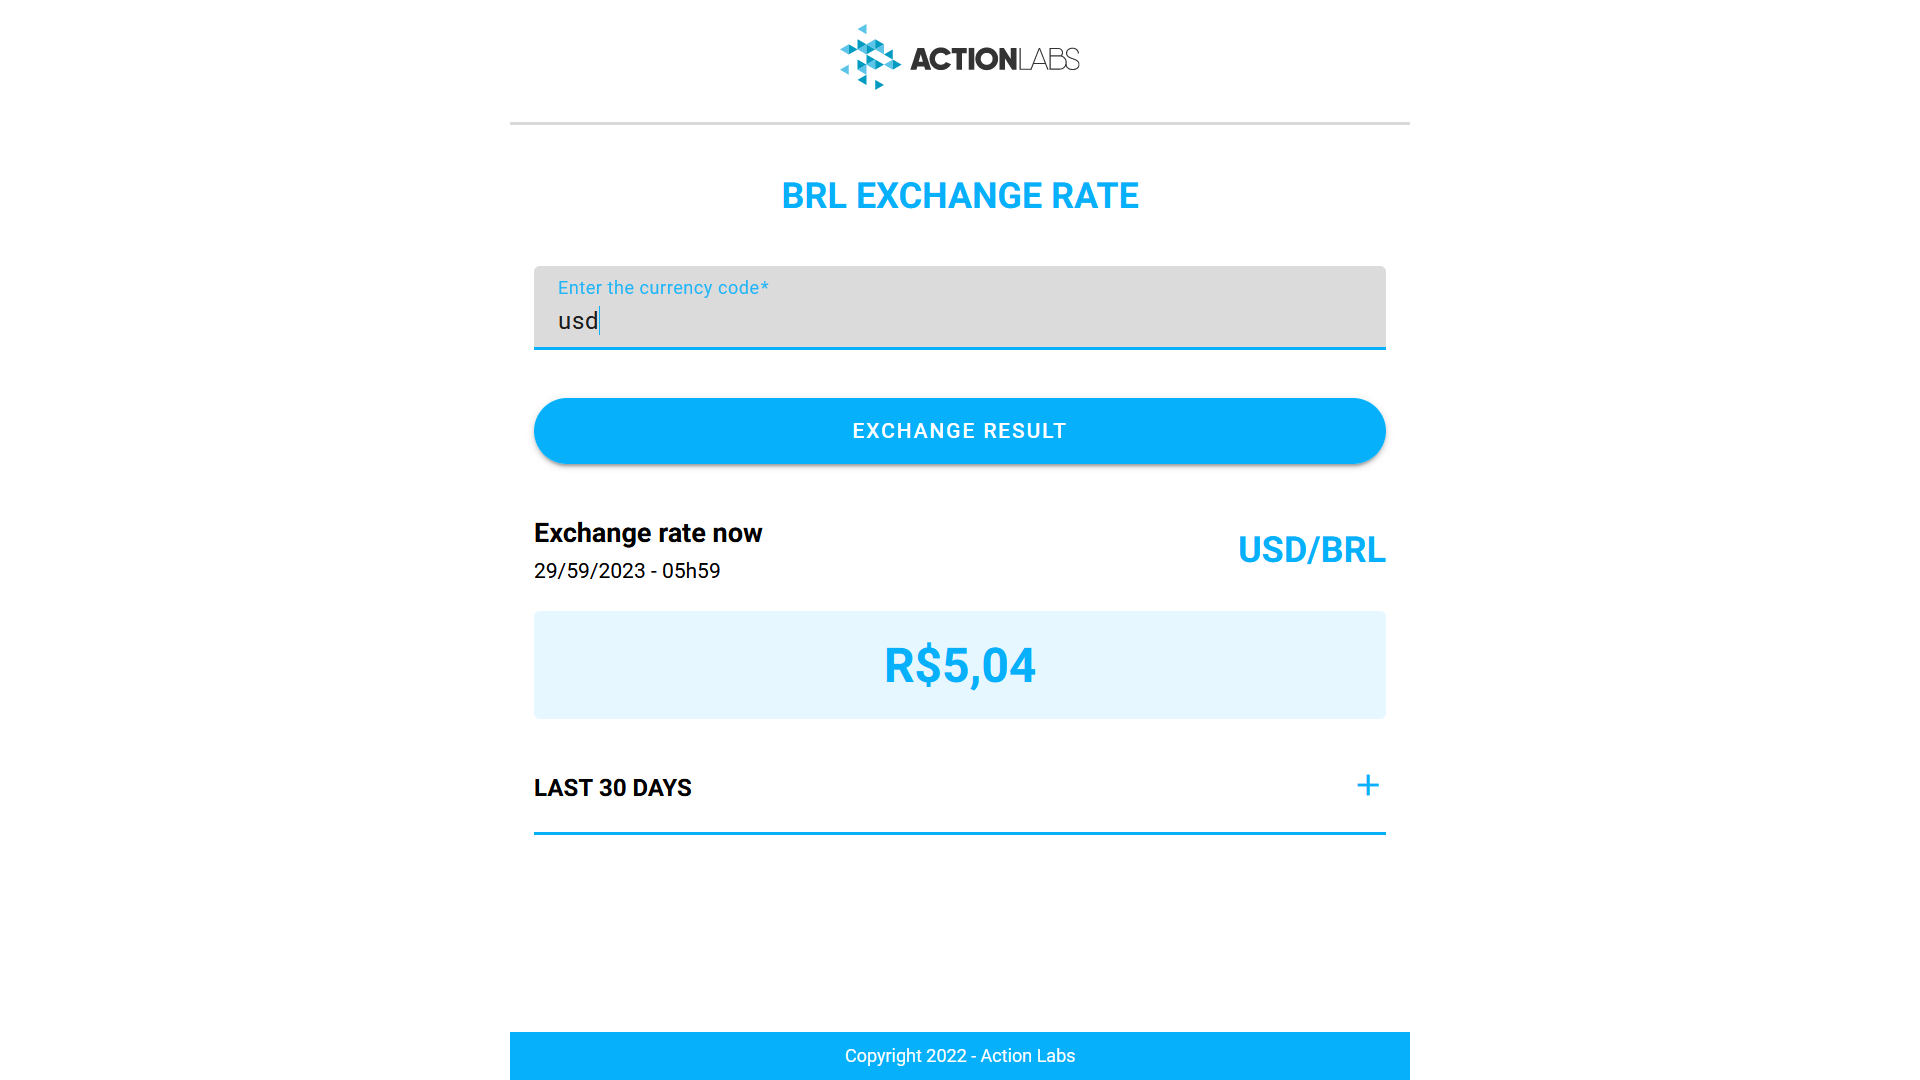 ACTIONLABS
BRL EXCHANGE RATE
Enter the currency code*
usd
EXCHANGE RESULT
Exchange rate now
29/59/2023 - 05h59
USD/BRL
R$5,04
LAST 30 DAYS
+
Copyright 2022 - Action Labs